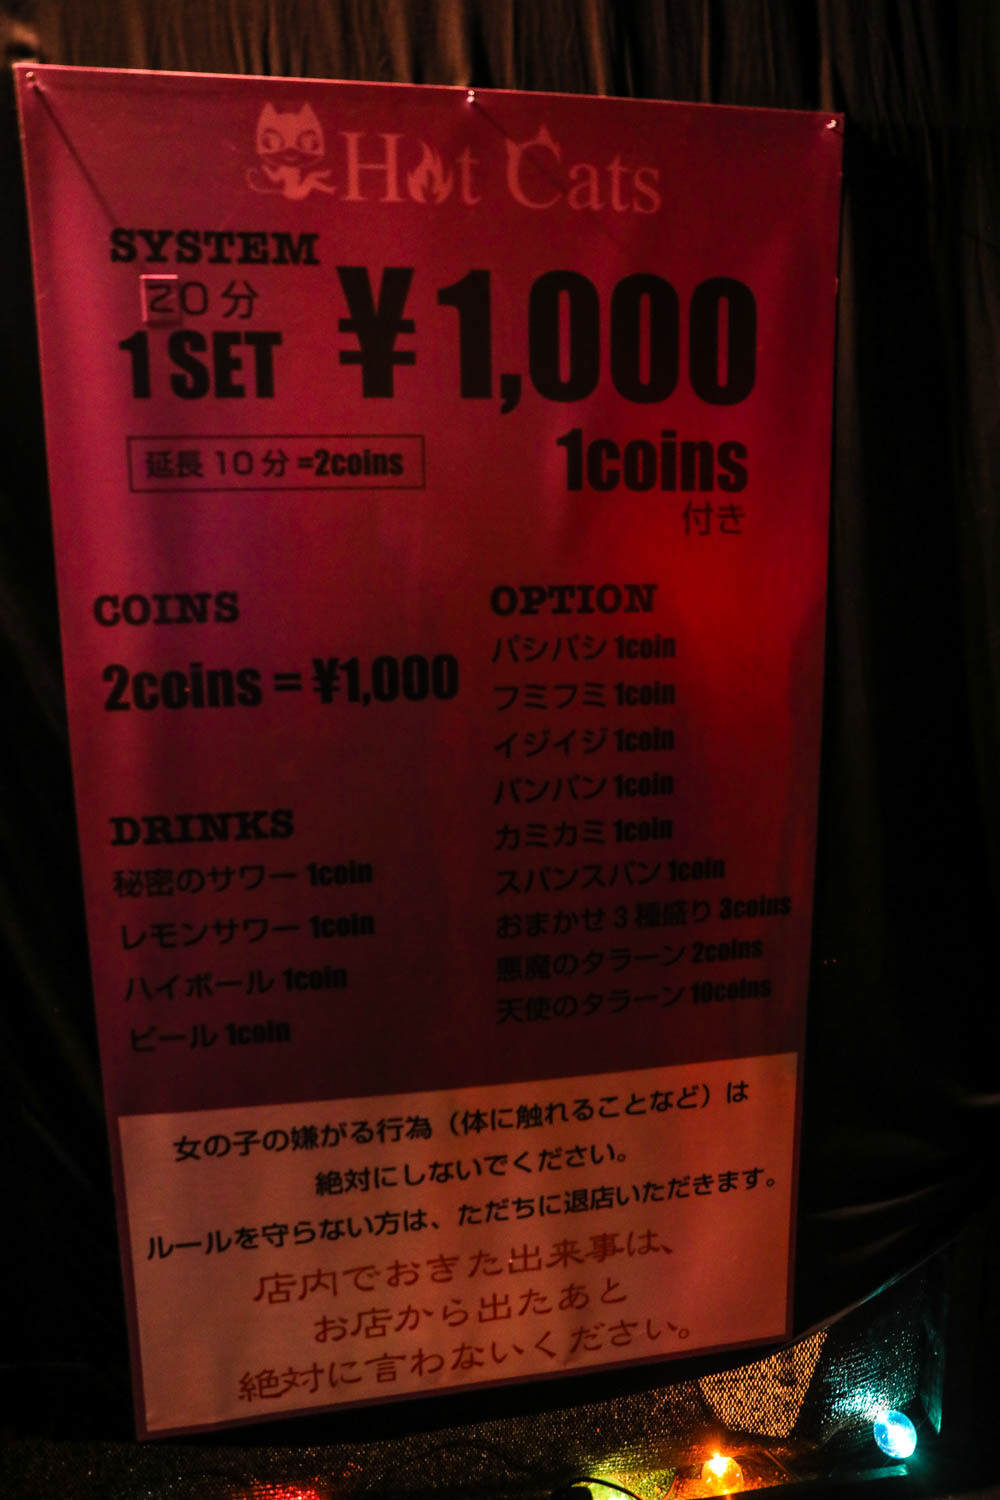 Hot Cats
SYSTEM
20分
1 SET
¥1,000
延長10分=2coins
1coins
付き
COINS
2coins = ¥1,000
DRINKS
秘密のサワー 1coin
レモンサワー 1coin
ハイボール 1coin
ビール 1coin
OPTION
バシバシ 1coin
フミフミ 1coin
イジイジ 1coin
バンバン 1coin
カミカミ 1coin
スパンスパン 1coin
おまかせ3種盛り 3coins
悪魔のタラーン 2coins
天使のタラーン 10coins
女の子の嫌がる行為（体に触れることなど）は
絶対にしないでください。
ルールを守らない方は、ただちに退店いただきます。
店内でおきた出来事は、
お店から出たあと
絶対に言わないください。